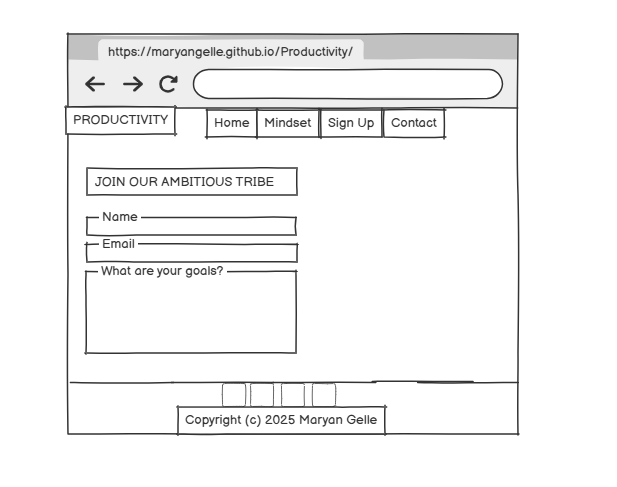 https://maryangelle.github.io/Productivity/
PRODUCTIVITY
Home Mindset Sign Up Contact
JOIN OUR AMBITIOUS TRIBE
Name
Email
What are your goals?
Copyright (c) 2025 Maryan Gelle